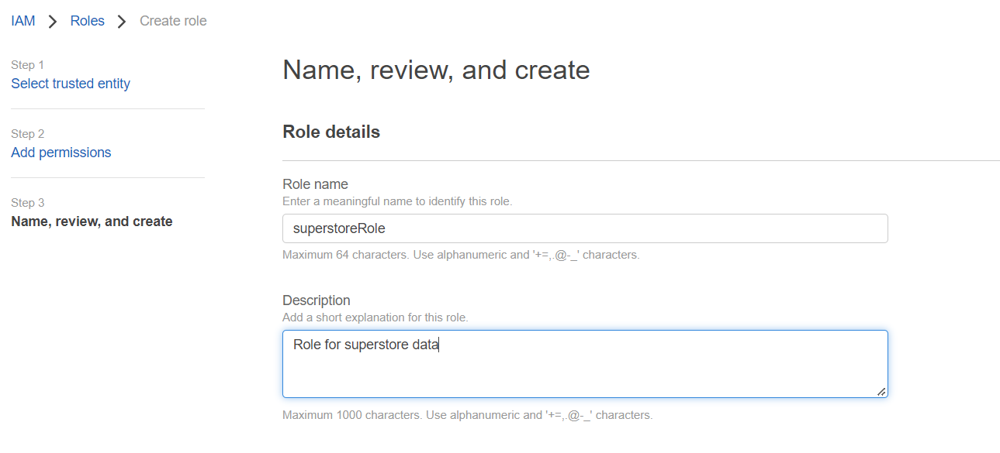 IAM > Roles > Create role
Step 1
Select trusted entity
Step 2
Add permissions
Step 3
Name, review, and create
Name, review, and create
Role details
Role name
Enter a meaningful name to identify this role.
superstoreRole
Maximum 64 characters. Use alphanumeric and '+=,.@-_' characters.
Description
Add a short explanation for this role.
Role for superstore data
Maximum 1000 characters. Use alphanumeric and '+=,.@-_' characters.